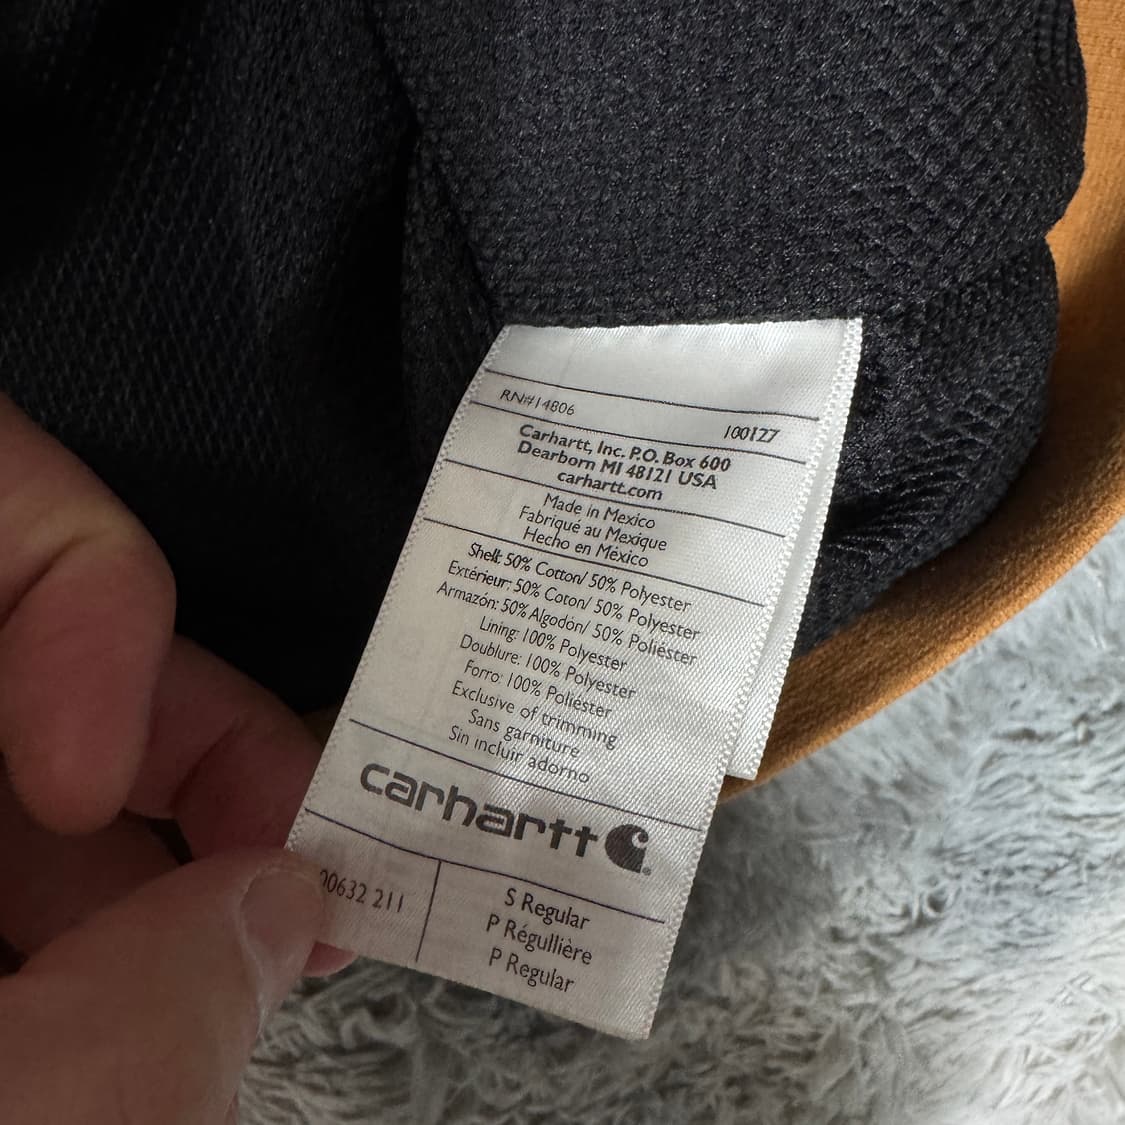 RN#14806
100127
Carhartt, Inc. P.O. Box 600
Dearborn MI 48121 USA
carhartt.com
Made in Mexico
Fabriqué au Mexique
Hecho en México
Shell: 50% Cotton/ 50% Polyester
Extérieur: 50% Coton/ 50% Polyester
Armazón: 50% Algodón/ 50% Poliéster
Lining: 100% Polyester
Doublure: 100% Polyester
Forro: 100% Poliéster
Exclusive of trimming
Sans garniture
Sin incluir adorno
carhartt
00632 211
S Regular
P Régullière
P Regular